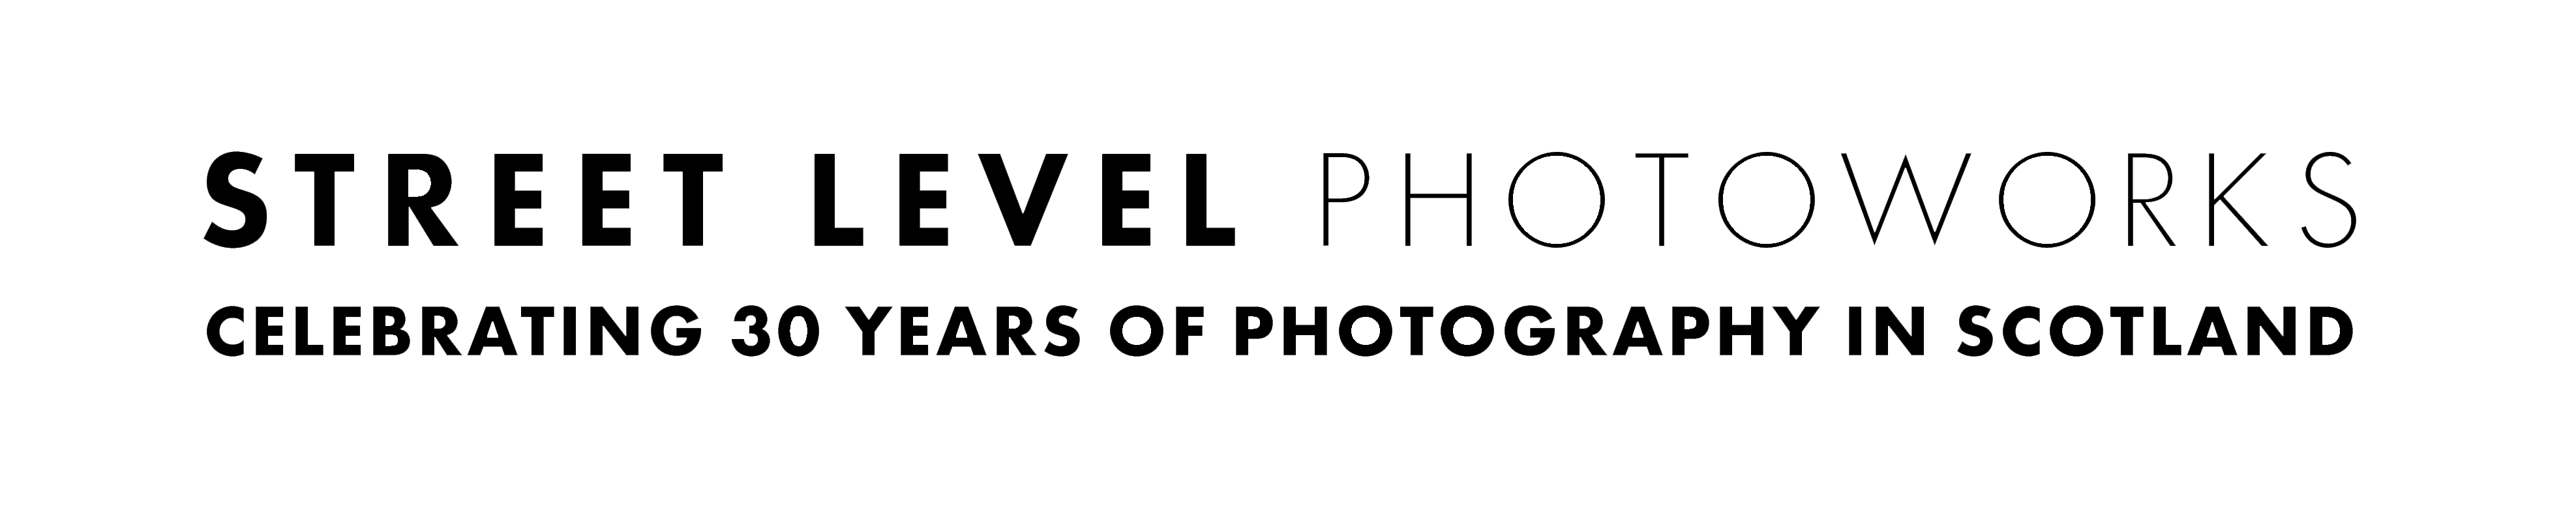 STREET LEVEL PHOTOWORKS
CELEBRATING 30 YEARS OF PHOTOGRAPHY IN SCOTLAND